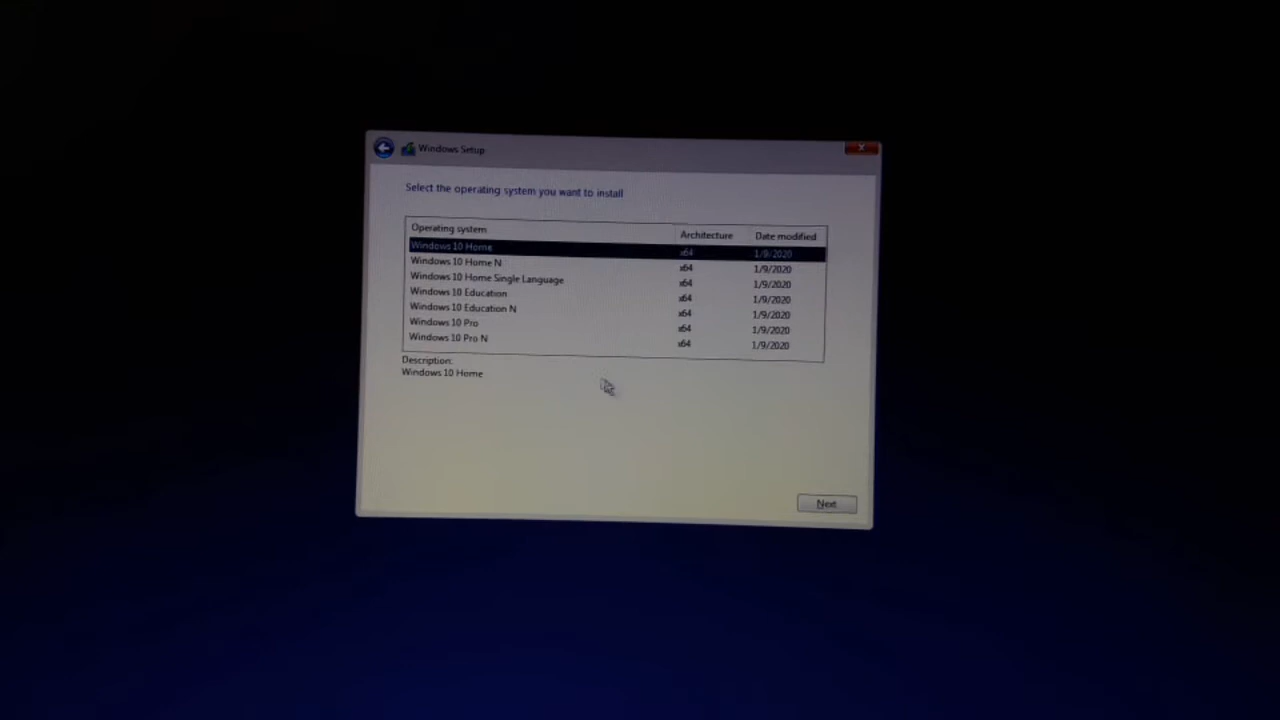 Windows Setup
Select the operating system you want to install
Operating system Architecture Date modified
Windows 10 Home x64 1/9/2020
Windows 10 Home N x64 1/9/2020
Windows 10 Home Single Language x64 1/9/2020
Windows 10 Education x64 1/9/2020
Windows 10 Education N x64 1/9/2020
Windows 10 Pro x64 1/9/2020
Windows 10 Pro N x64 1/9/2020
Description:
Windows 10 Home
Next